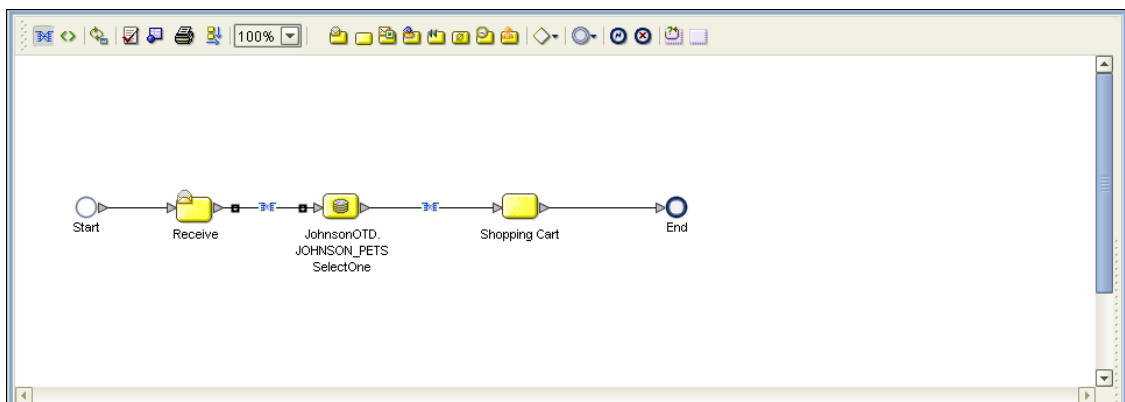 100%
Start
Receive
JohnsonOTD.
JOHNSON_PETS
SelectOne
Shopping Cart
End